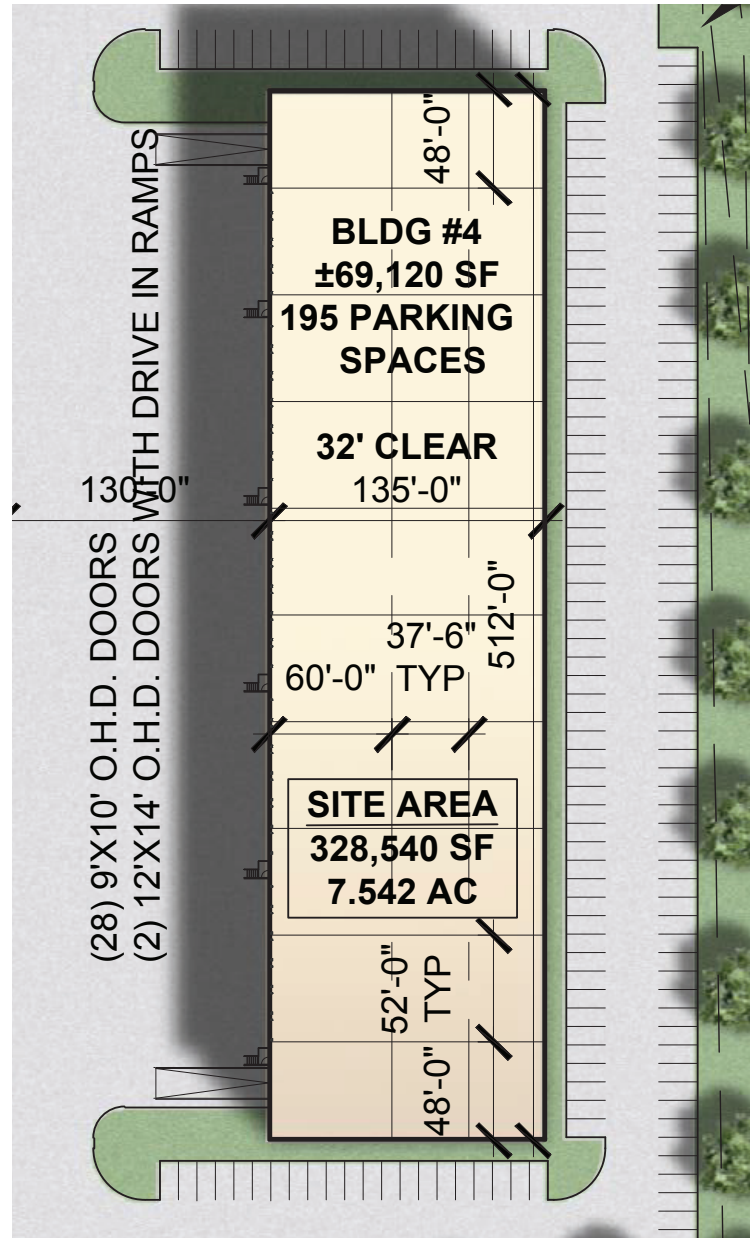 48'-0"
BLDG #4
±69,120 SF
195 PARKING
SPACES
32' CLEAR
135'-0"
130'-0"
(28) 9'X10' O.H.D. DOORS
(2) 12'X14' O.H.D. DOORS WITH DRIVE IN RAMPS
512'-0"
37'-6"
TYP
60'-0"
SITE AREA
328,540 SF
7.542 AC
52'-0"
TYP
48'-0"